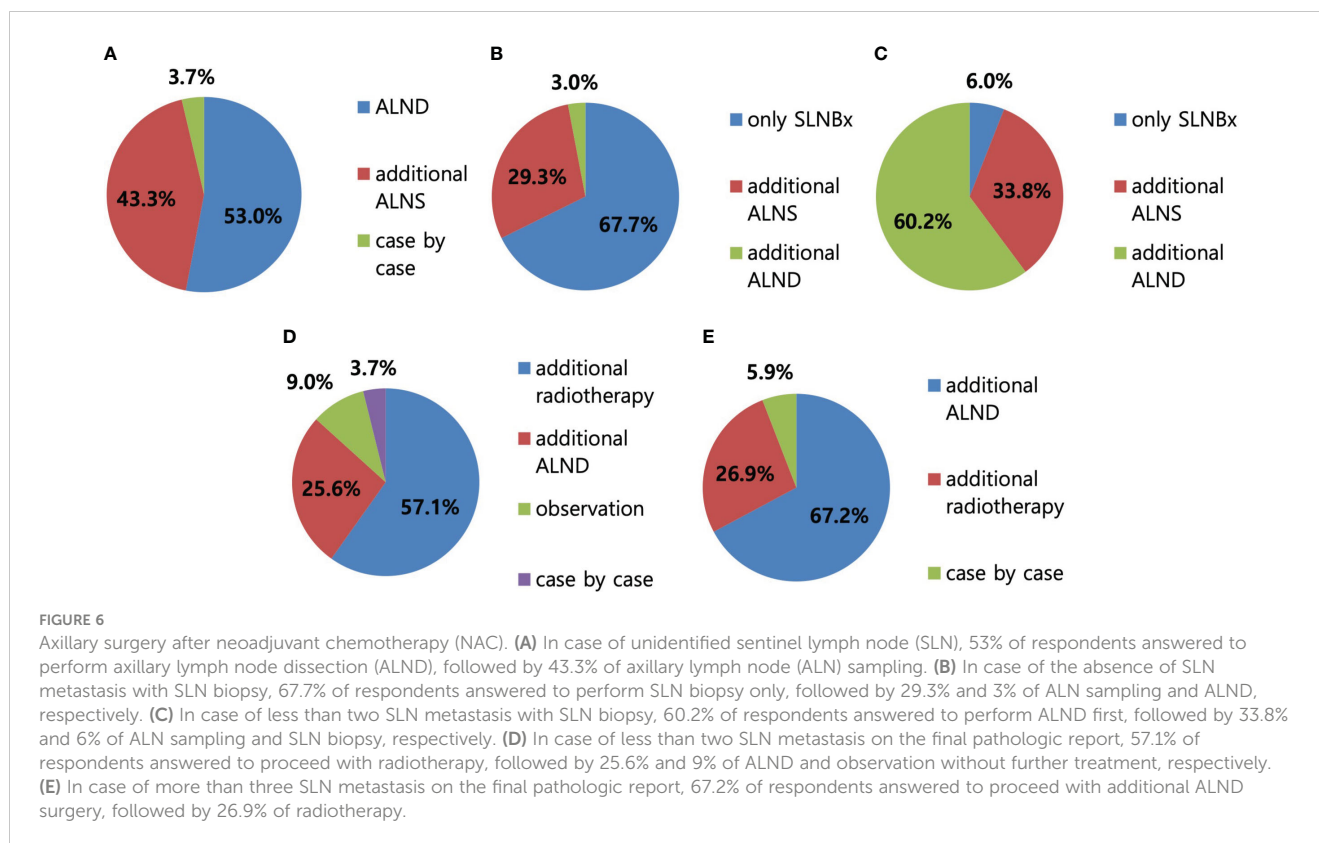 A
3.7%
43.3%
53.0%
ALND
additional
ALNS
case by
case
B
3.0%
29.3%
67.7%
only SLNBx
additional
ALNS
additional
ALND
C
6.0%
33.8%
60.2%
only SLNBx
additional
ALNS
additional
ALND
D
9.0%
3.7%
25.6%
57.1%
additional
radiotherapy
additional
ALND
observation
case by case
E
5.9%
26.9%
67.2%
additional
ALND
additional
radiotherapy
case by case
FIGURE 6
Axillary surgery after neoadjuvant chemotherapy (NAC). (A) In case of unidentified sentinel lymph node (SLN), 53% of respondents answered to
perform axillary lymph node dissection (ALND), followed by 43.3% of axillary lymph node (ALN) sampling. (B) In case of the absence of SLN
metastasis with SLN biopsy, 67.7% of respondents answered to perform SLN biopsy only, followed by 29.3% and 3% of ALN sampling and ALND,
respectively. (C) In case of less than two SLN metastasis with SLN biopsy, 60.2% of respondents answered to perform ALND first, followed by 33.8%
and 6% of ALN sampling and SLN biopsy, respectively. (D) In case of less than two SLN metastasis on the final pathologic report, 57.1% of
respondents answered to proceed with radiotherapy, followed by 25.6% and 9% of ALND and observation without further treatment, respectively.
(E) In case of more than three SLN metastasis on the final pathologic report, 67.2% of respondents answered to proceed with additional ALND
surgery, followed by 26.9% of radiotherapy.